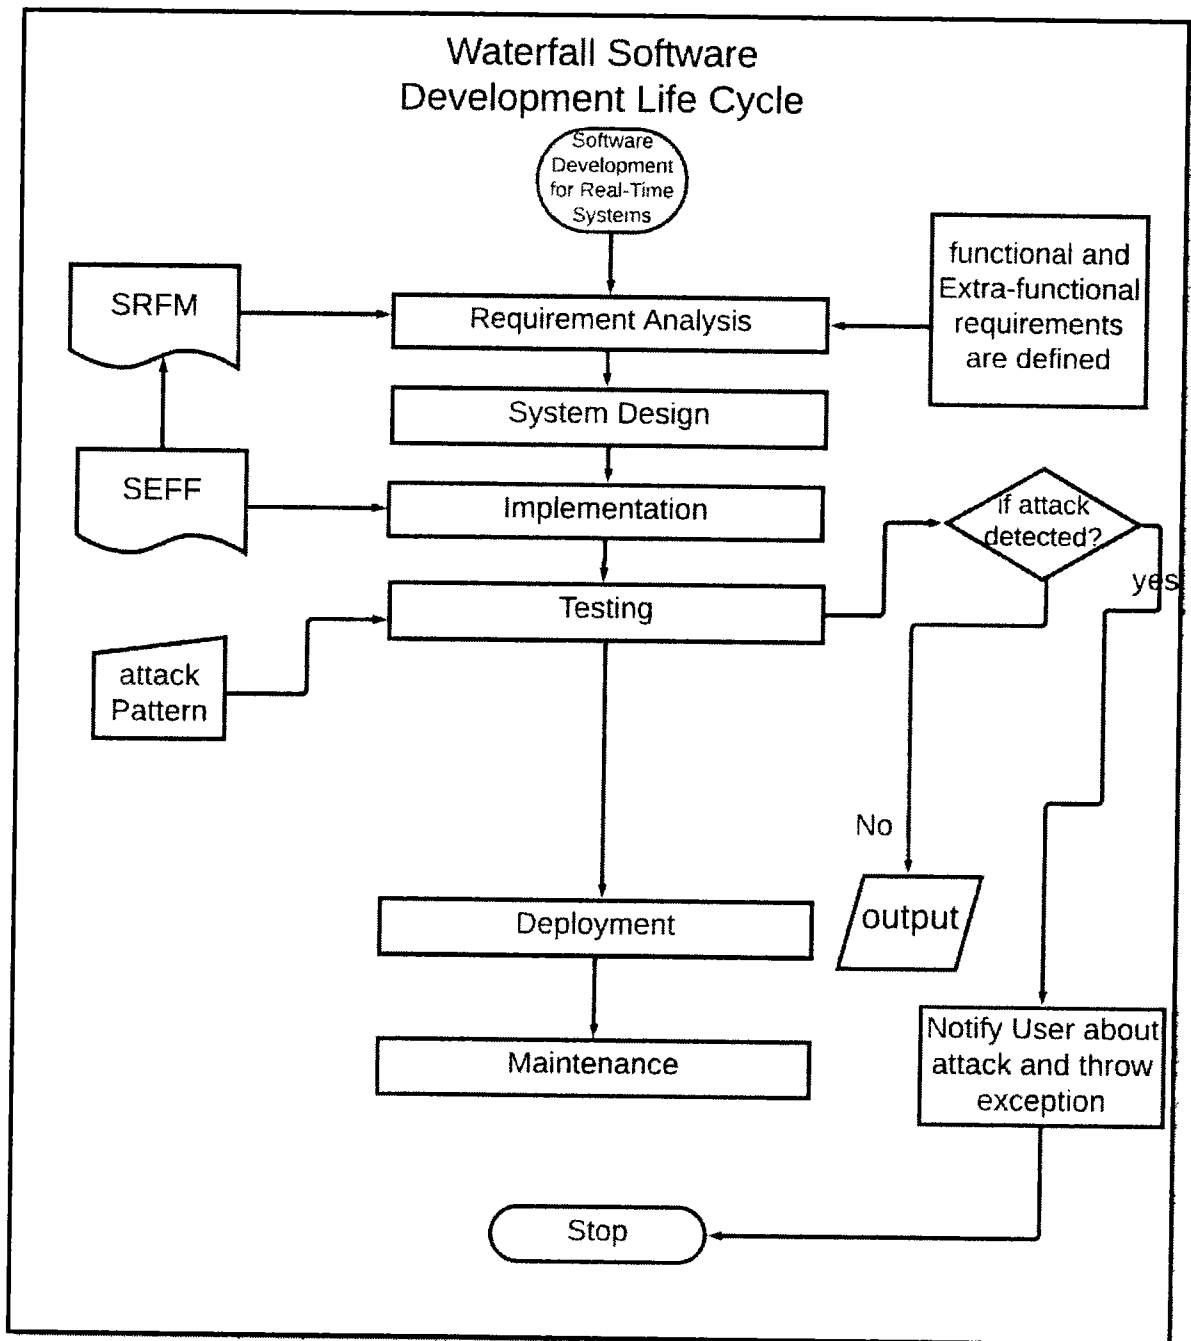 Waterfall Software
Development Life Cycle
Software
Development
for Real-Time
Systems
functional and
Extra-functional
requirements
are defined
SRFM
Requirement Analysis
System Design
SEFF
Implementation
if attack
detected?
yes
Testing
attack
Pattern
No
output
Deployment
Notify User about
attack and throw
exception
Maintenance
Stop